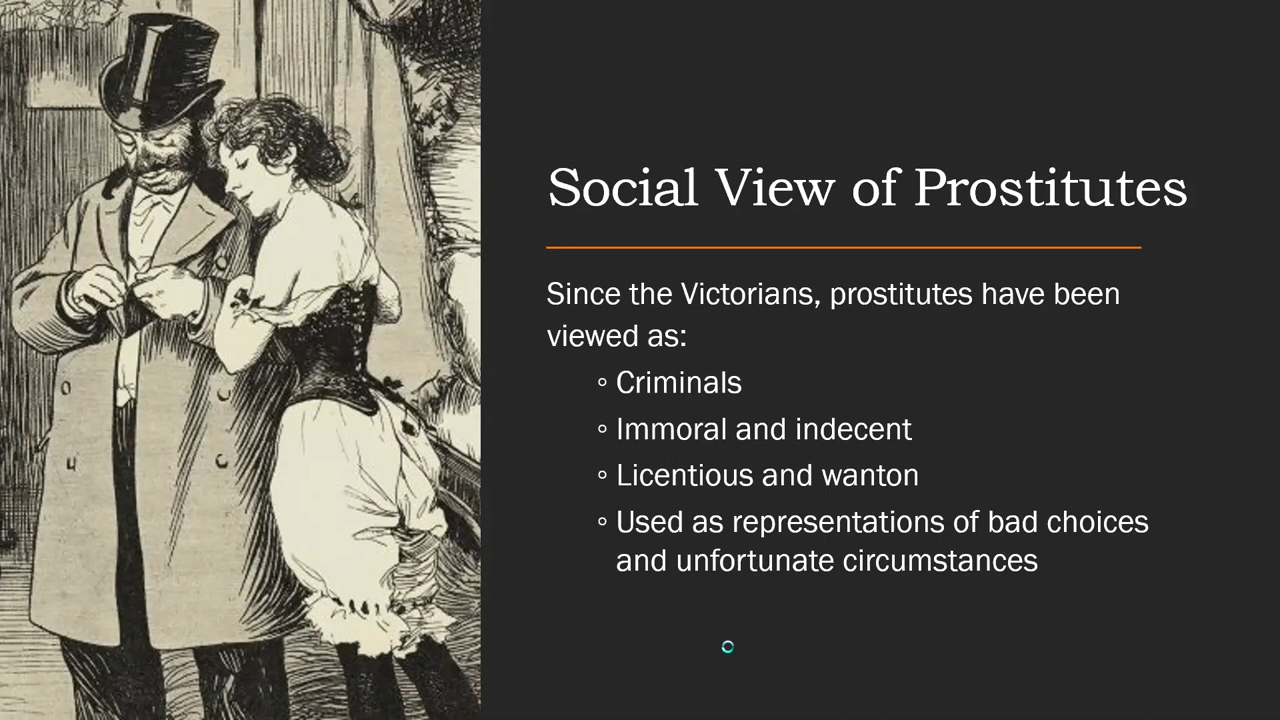 Social View of Prostitutes
Since the Victorians, prostitutes have been
viewed as:
◦ Criminals
◦ Immoral and indecent
◦ Licentious and wanton
◦ Used as representations of bad choices
and unfortunate circumstances